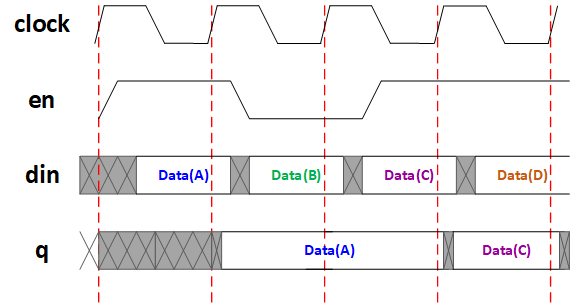 clock
en
din Data(A) Data(B) Data(C) Data(D)
q Data(A) Data(C)